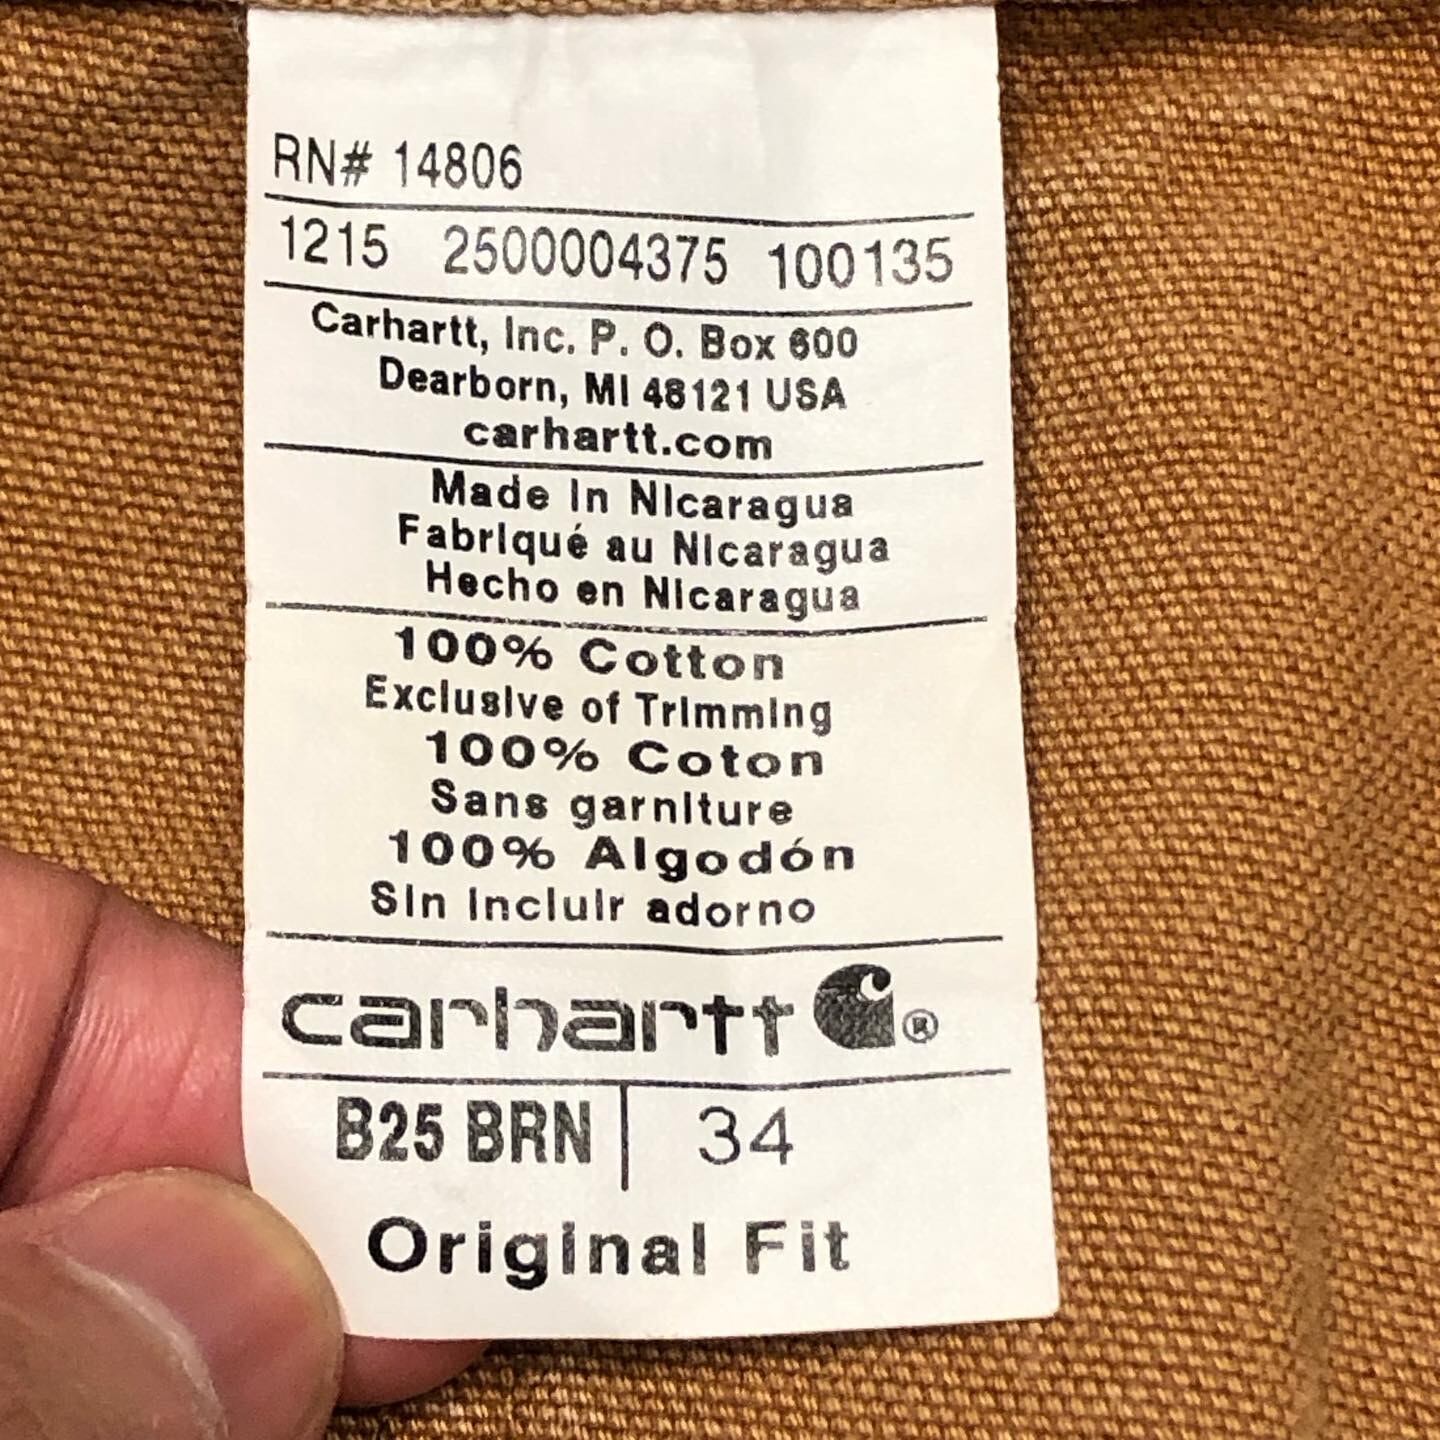 RN# 14806
1215 2500004375 100135
Carhartt, Inc. P. O. Box 600
Dearborn, MI 48121 USA
carhartt.com
Made in Nicaragua
Fabriqué au Nicaragua
Hecho en Nicaragua
100% Cotton
Exclusive of Trimming
100% Coton
Sans garniture
100% Algodón
Sin incluir adorno
carhartt ®
B25 BRN | 34
Original Fit